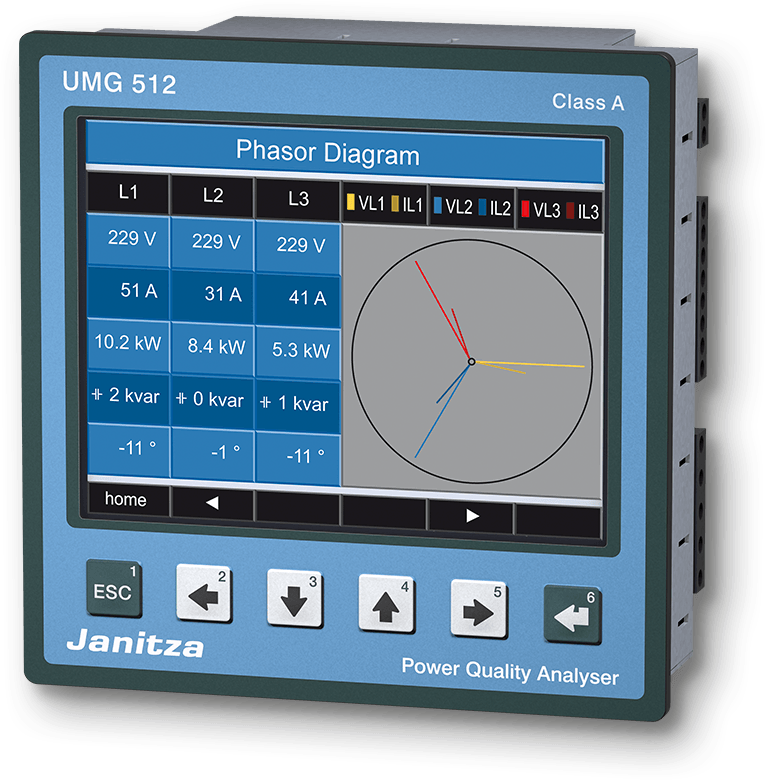 UMG 512
Class A
Phasor Diagram
L1 L2 L3 VL1 IL1 VL2 IL2 VL3 IL3
229 V 229 V 229 V
51 A 31 A 41 A
10.2 kW 8.4 kW 5.3 kW
2 kvar 0 kvar 1 kvar
-11 ° -1 ° -11 °
home ◄ ►
ESC 1 2 3 4 5 6
Janitza
Power Quality Analyser